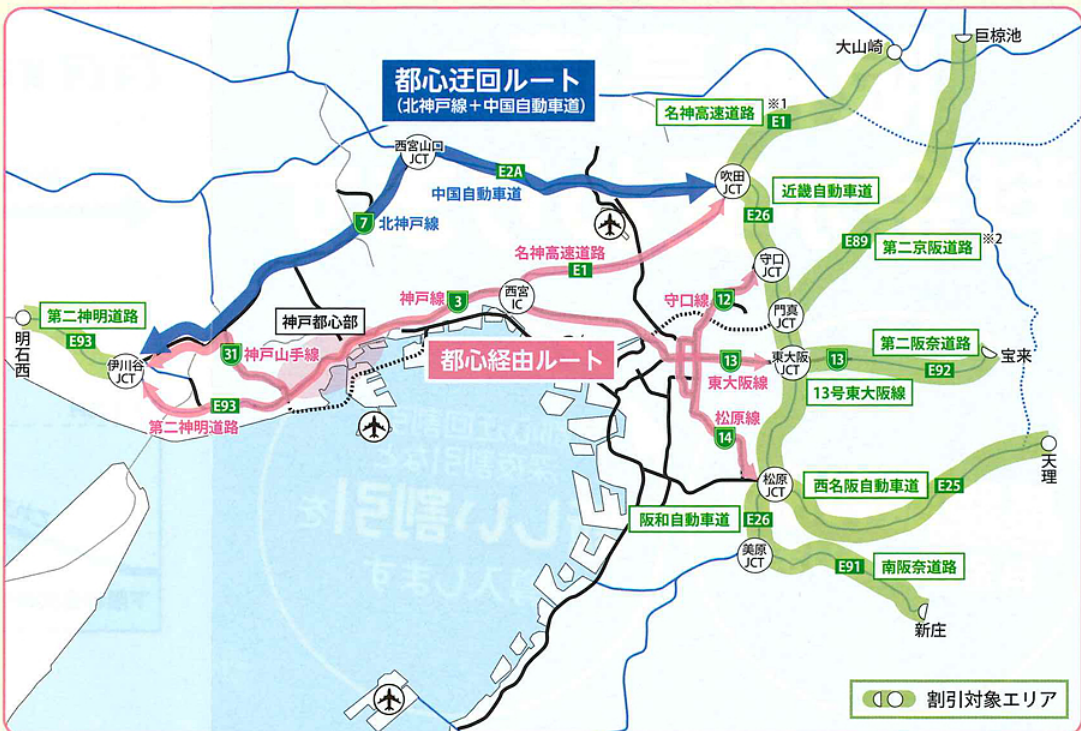 都心迂回ルート
（北神戸線＋中国自動車道）
大山崎
巨椋池
名神高速道路
※1
E1
西宮山口
JCT
E2A
中国自動車道
吹田
JCT
近畿自動車道
E26
7
北神戸線
名神高速道路
E1
E89
第二京阪道路
※2
守口
JCT
神戸線
3
西宮
IC
守口線
12
門真
JCT
第二神明道路
E93
明石西
神戸都心部
31
神戸山手線
伊川谷
JCT
都心経由ルート
13
東大阪線
東大阪
JCT
13
第二阪奈道路
E92
宝来
13号東大阪線
E93
第二神明道路
松原線
14
天理
松原
JCT
西名阪自動車道
E25
阪和自動車道
E26
美原
JCT
E91
南阪奈道路
新庄
割引対象エリア